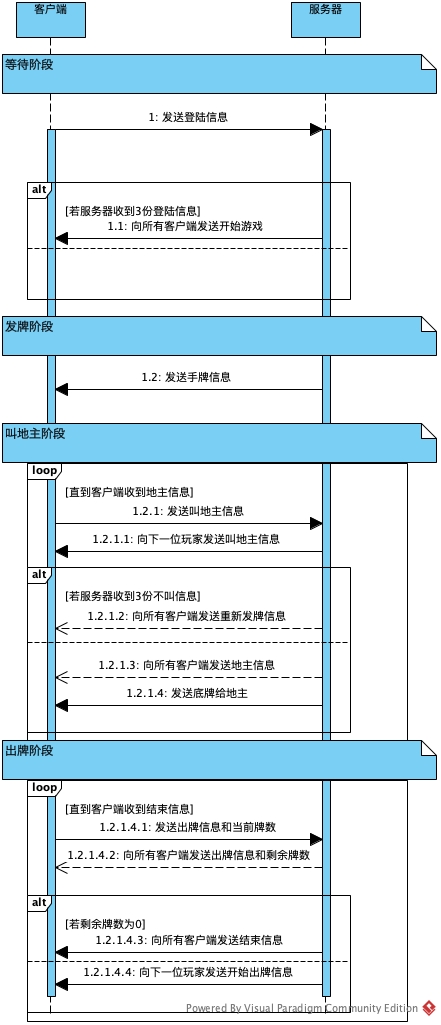 客户端
服务器
等待阶段
1: 发送登陆信息
alt
[若服务器收到3份登陆信息]
1.1: 向所有客户端发送开始游戏
发牌阶段
1.2: 发送手牌信息
叫地主阶段
loop
[直到客户端收到地主信息]
1.2.1: 发送叫地主信息
1.2.1.1: 向下一位玩家发送叫地主信息
alt
[若服务器收到3份不叫信息]
1.2.1.2: 向所有客户端发送重新发牌信息
1.2.1.3: 向所有客户端发送地主信息
1.2.1.4: 发送底牌给地主
出牌阶段
loop
[直到客户端收到结束信息]
1.2.1.4.1: 发送出牌信息和当前牌数
1.2.1.4.2: 向所有客户端发送出牌信息和剩余牌数
alt
[若剩余牌数为0]
1.2.1.4.3: 向所有客户端发送结束信息
1.2.1.4.4: 向下一位玩家发送开始出牌信息
Powered By Visual Paradigm Community Edition